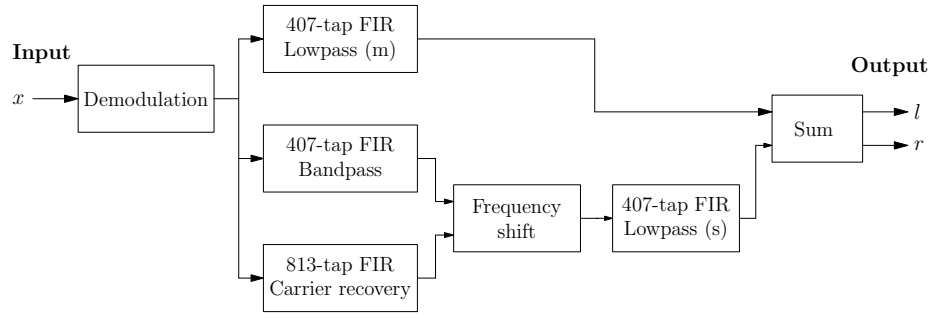 407-tap FIR
Lowpass (m)
Input
Output
x
Demodulation
l
Sum
r
407-tap FIR
Bandpass
Frequency
shift
407-tap FIR
Lowpass (s)
813-tap FIR
Carrier recovery